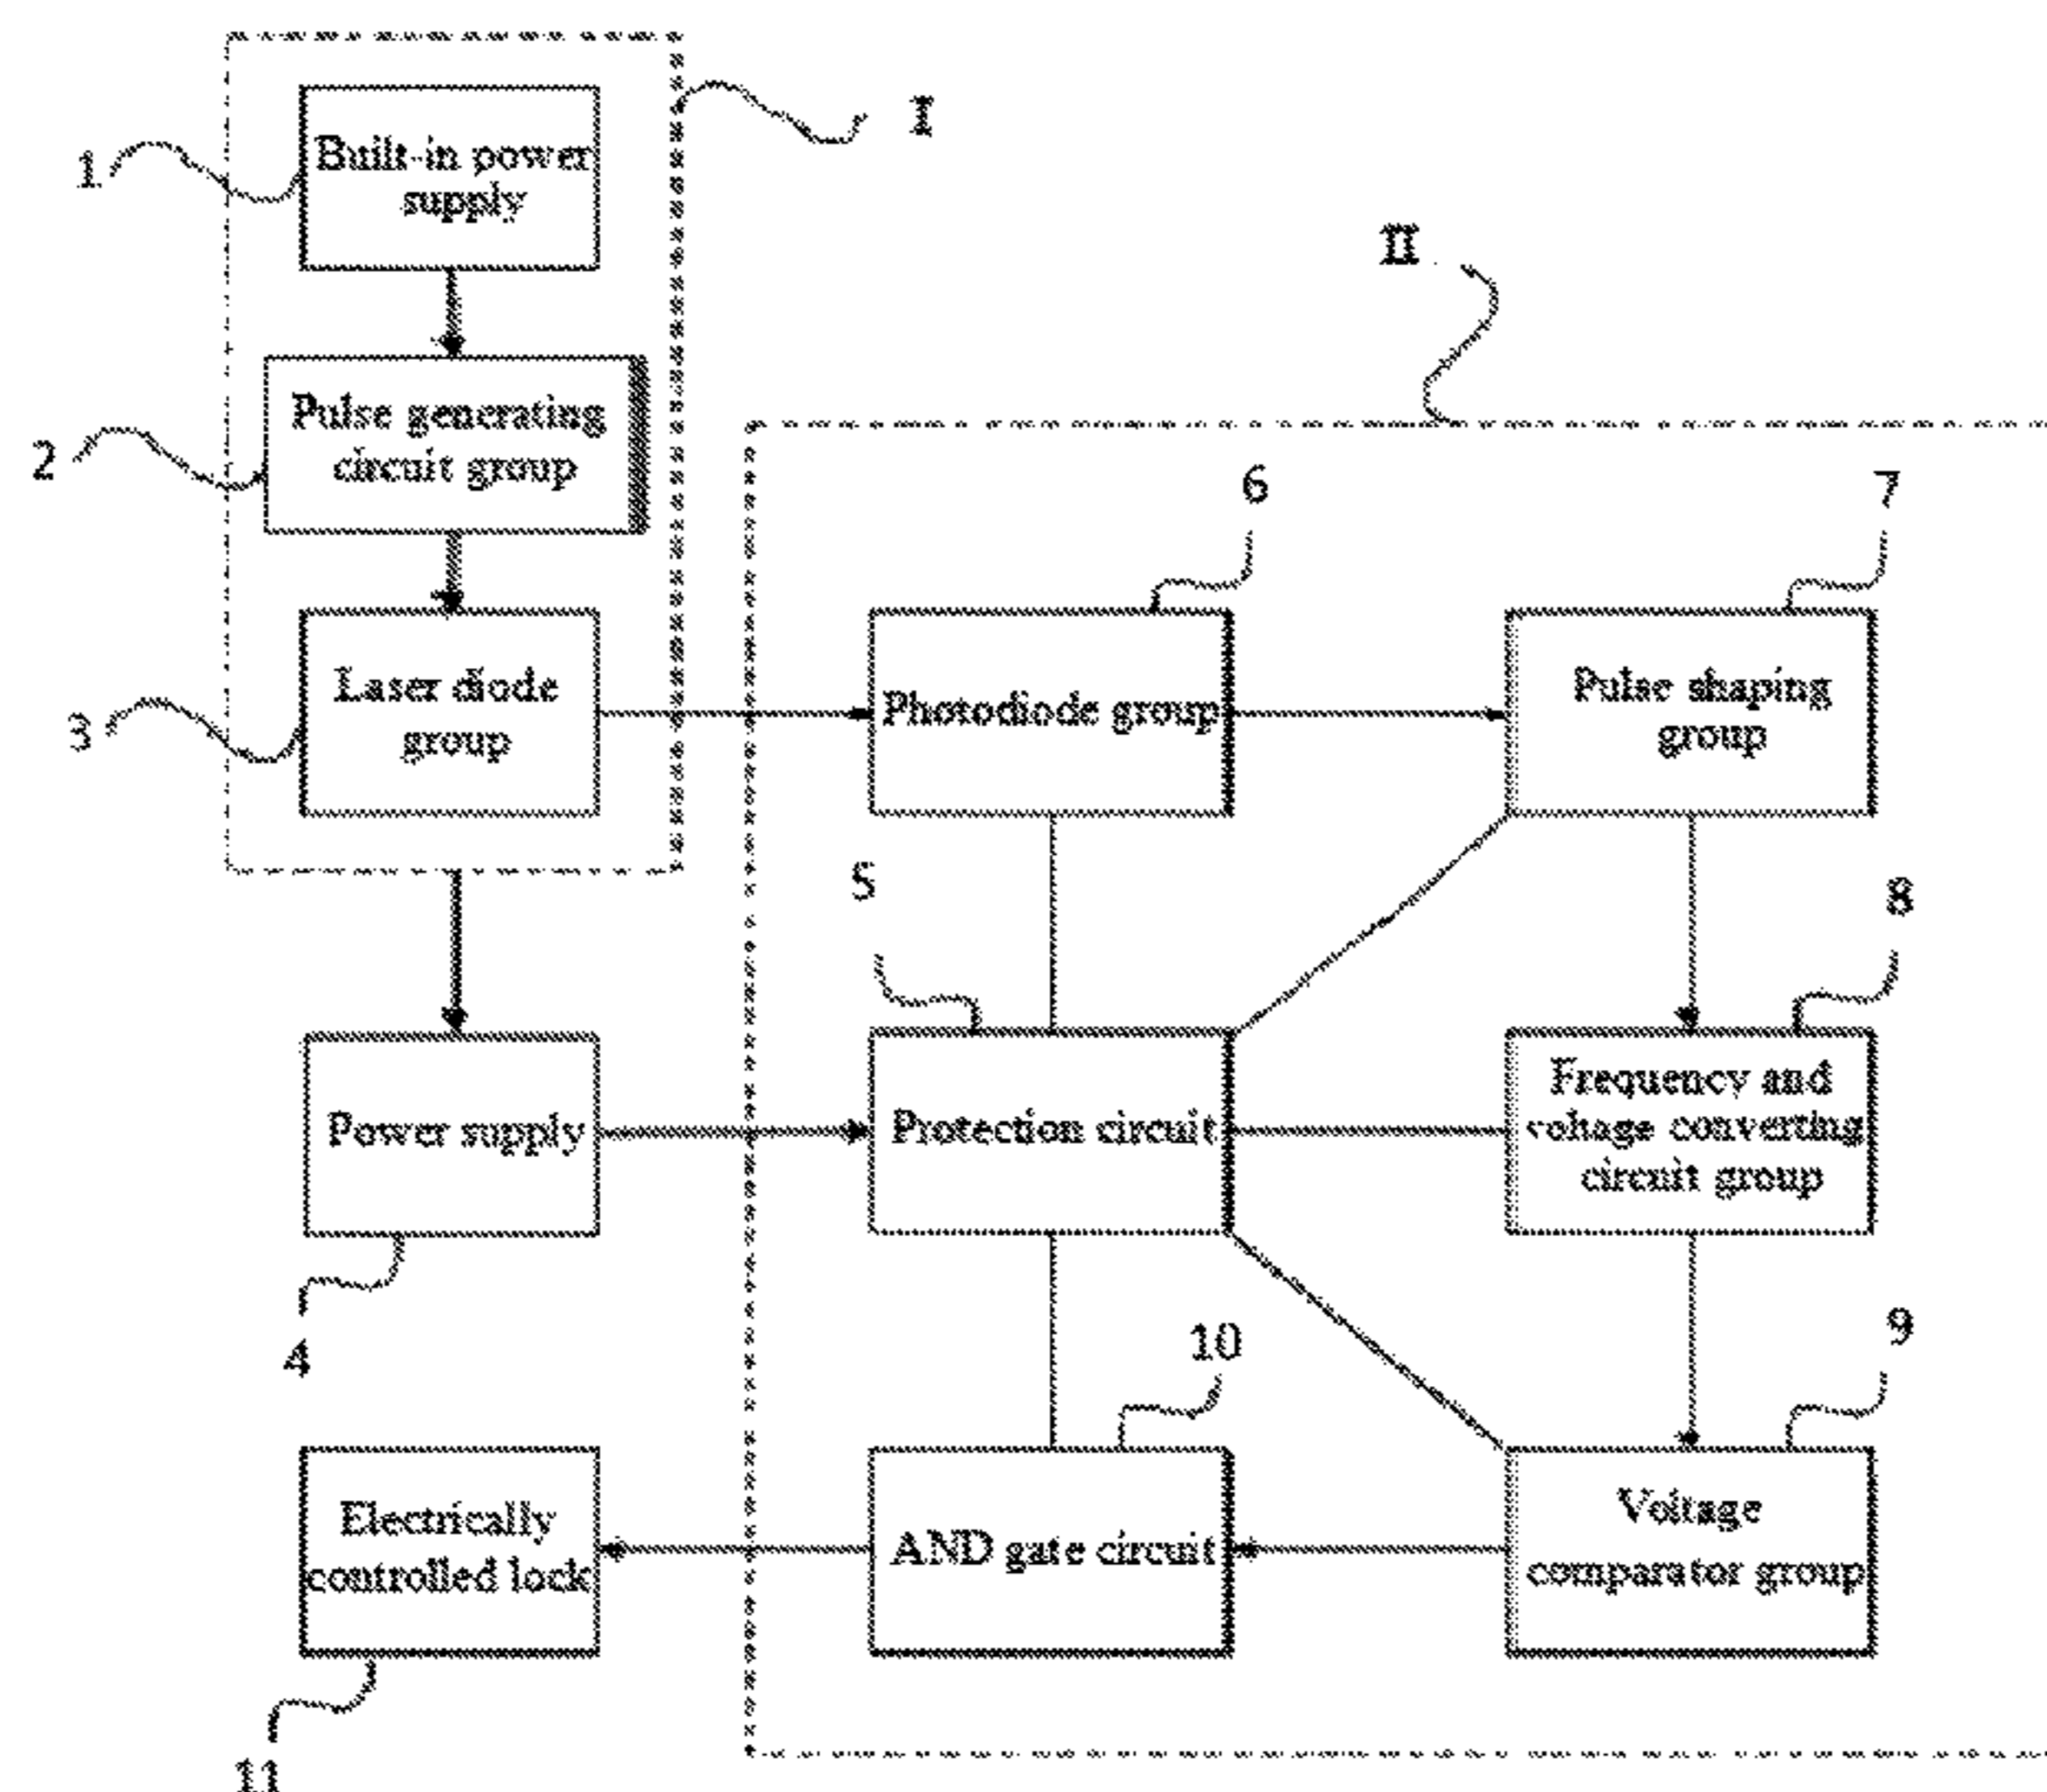 I
1
Built-in power
supply
II
2
Pulse generating
circuit group
6
7
3
Laser diode
group
Photodiode group
Pulse shaping
group
5
8
Power supply
Protection circuit
Frequency and
voltage converting
circuit group
4
10
9
Electrically
controlled lock
AND gate circuit
Voltage
comparator group
11